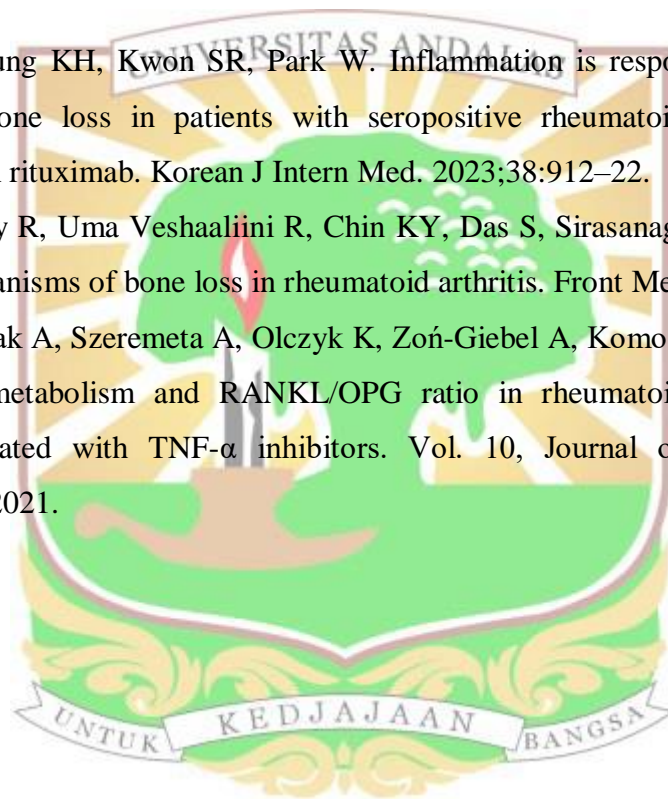 UNIVERSITAS ANDALAS
ung KH, Kwon SR, Park W. Inflammation is respo
one loss in patients with seropositive rheumatoi
rituximab. Korean J Intern Med. 2023;38:912–22.
y R, Uma Veshaaliini R, Chin KY, Das S, Sirasanag
anisms of bone loss in rheumatoid arthritis. Front Me
ak A, Szeremeta A, Olczyk K, Zoń-Giebel A, Komo
metabolism and RANKL/OPG ratio in rheumatoi
ated with TNF-α inhibitors. Vol. 10, Journal o
2021.
UNTUK KEDJAJAAN BANGSA